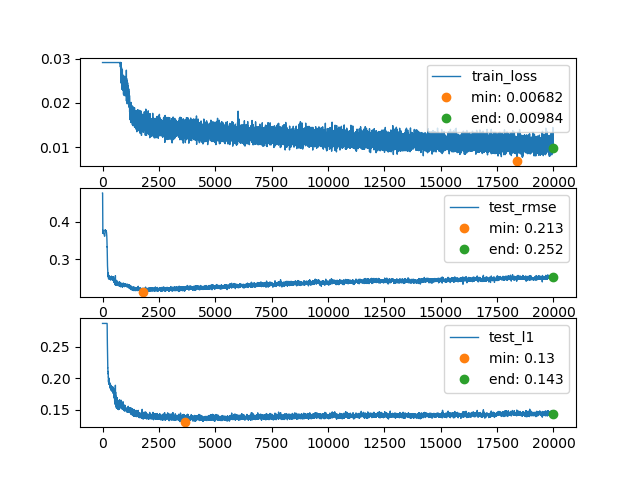 0.03
0.02
0.01
train_loss
min: 0.00682
end: 0.00984
0 2500 5000 7500 10000 12500 15000 17500 20000
0.4
0.3
test_rmse
min: 0.213
end: 0.252
0 2500 5000 7500 10000 12500 15000 17500 20000
0.25
0.20
0.15
test_l1
min: 0.13
end: 0.143
0 2500 5000 7500 10000 12500 15000 17500 20000